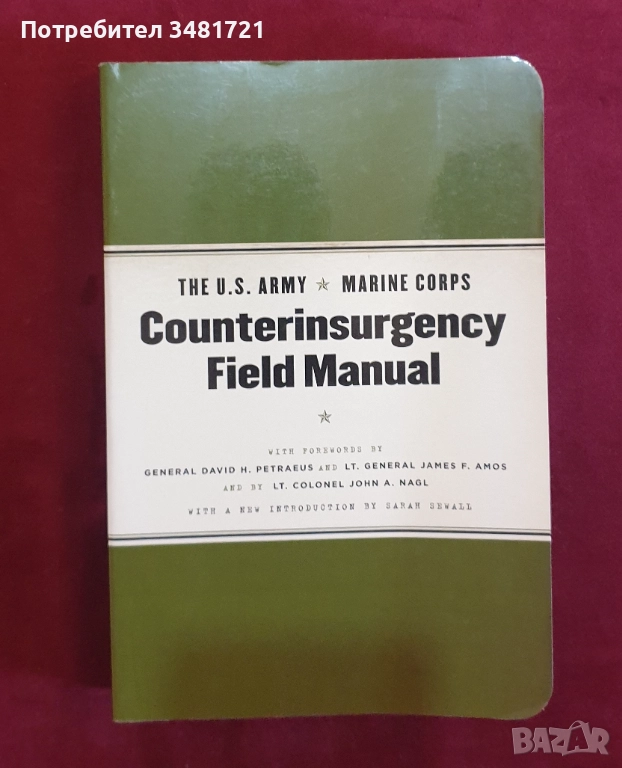 Потребител 3481721
THE U.S. ARMY ★ MARINE CORPS
Counterinsurgency
Field Manual
WITH FOREWORDS BY
GENERAL DAVID H. PETRAEUS AND LT. GENERAL JAMES F. AMOS
AND BY LT. COLONEL JOHN A. NAGL
WITH A NEW INTRODUCTION BY SARAH SEWALL
BAZAR